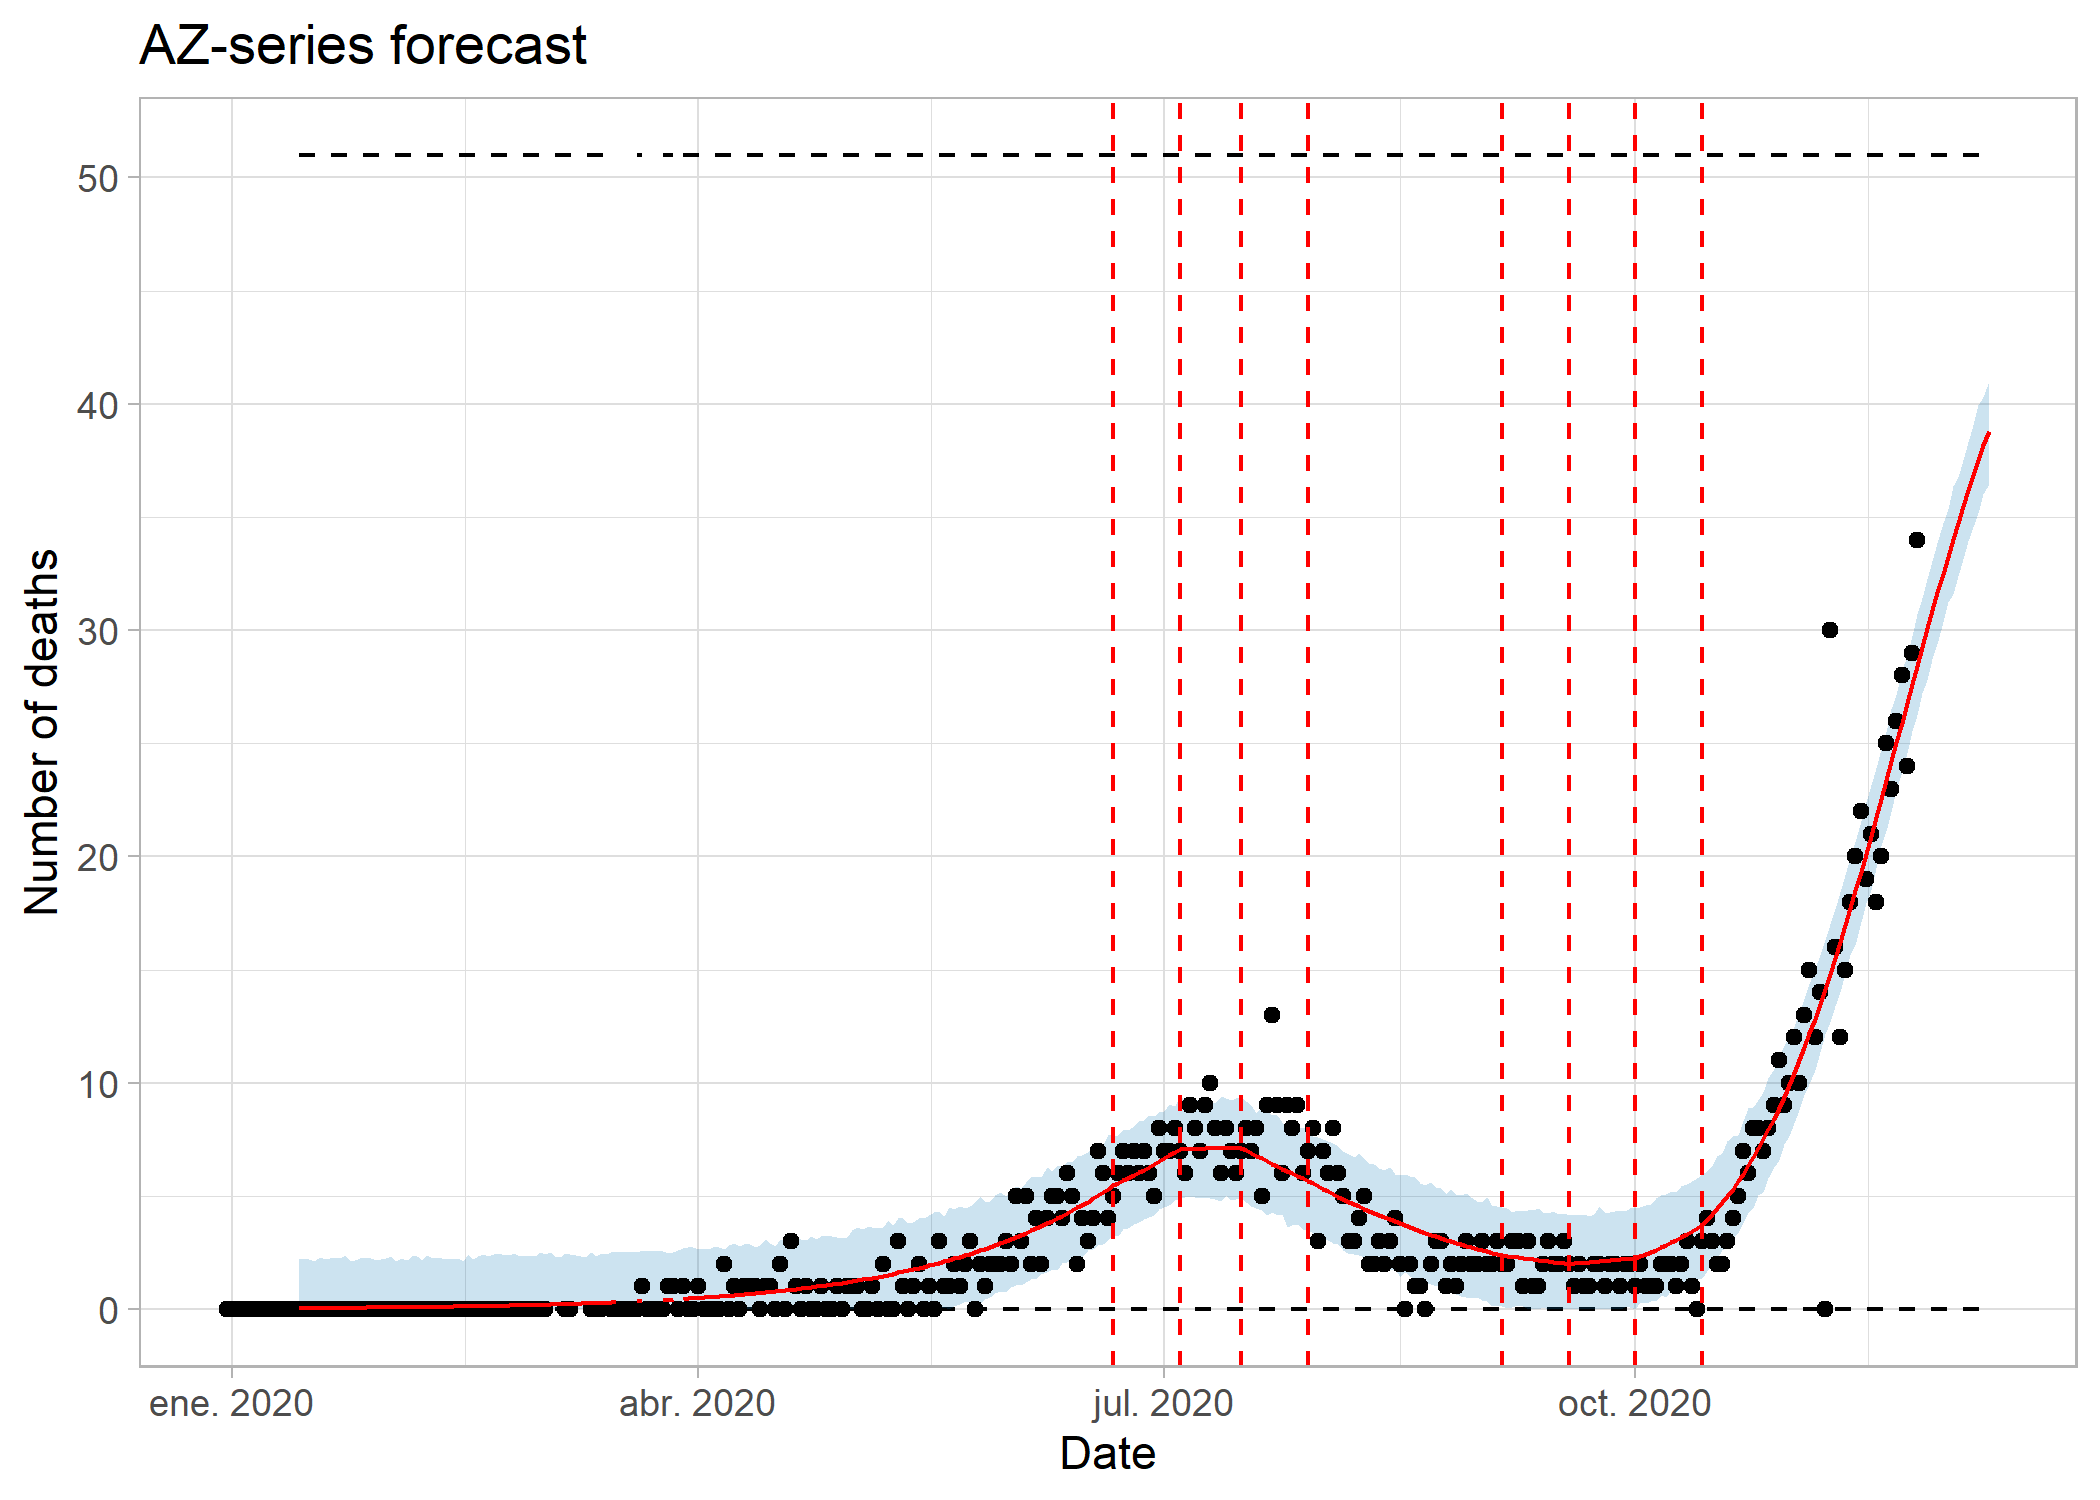 AZ-series forecast
Number of deaths
50
40
30
20
10
0
ene. 2020
abr. 2020
jul. 2020
oct. 2020
Date